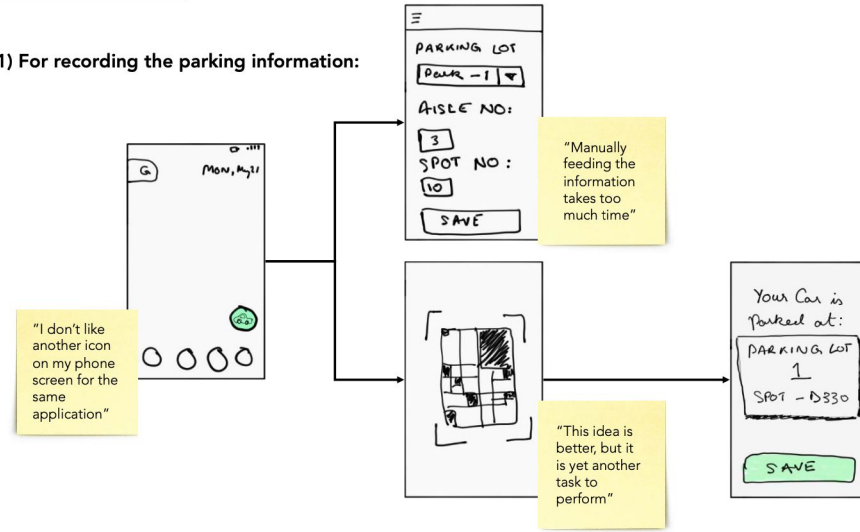 1) For recording the parking information:
G
MON, My 21
"I don't like
another icon
on my phone
screen for the
same
application"
PARKING LOT
Park - 1
AISLE NO:
3
SPOT NO:
10
SAVE
"Manually
feeding the
information
takes too
much time"
"This idea is
better, but it
is yet another
task to
perform"
Your Car is
Parked at:
PARKING LOT
1
SPOT - D330
SAVE